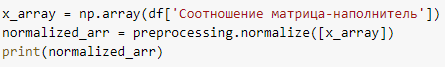 x_array = np.array(df['Соотношение матрица-наполнитель'])
normalized_arr = preprocessing.normalize([x_array])
print(normalized_arr)